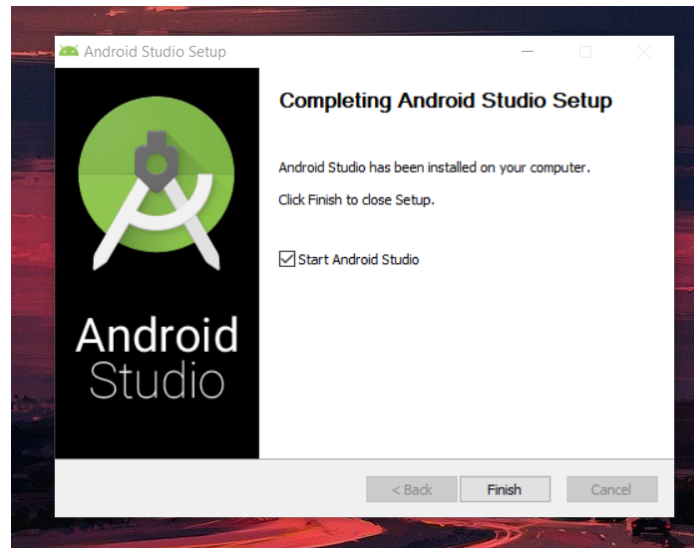 Android Studio Setup
Completing Android Studio Setup
Android Studio has been installed on your computer.
Click Finish to close Setup.
Start Android Studio
Android
Studio
< Back Finish Cancel